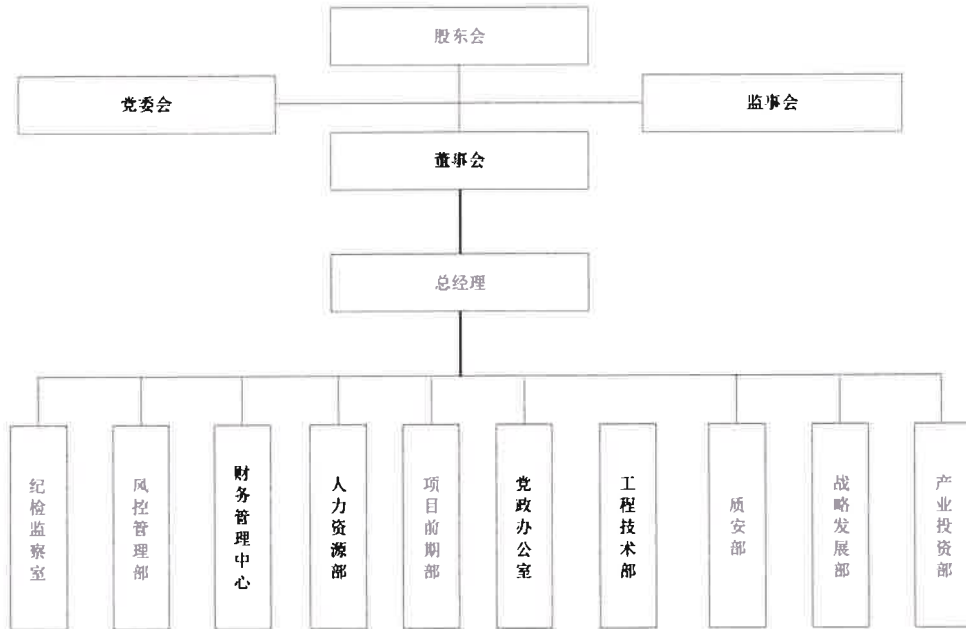 股东会
党委会
监事会
董事会
总经理
纪检监察室
风控管理部
财务管理中心
人力资源部
项目前期部
党政办公室
工程技术部
质安部
战略发展部
产业投资部